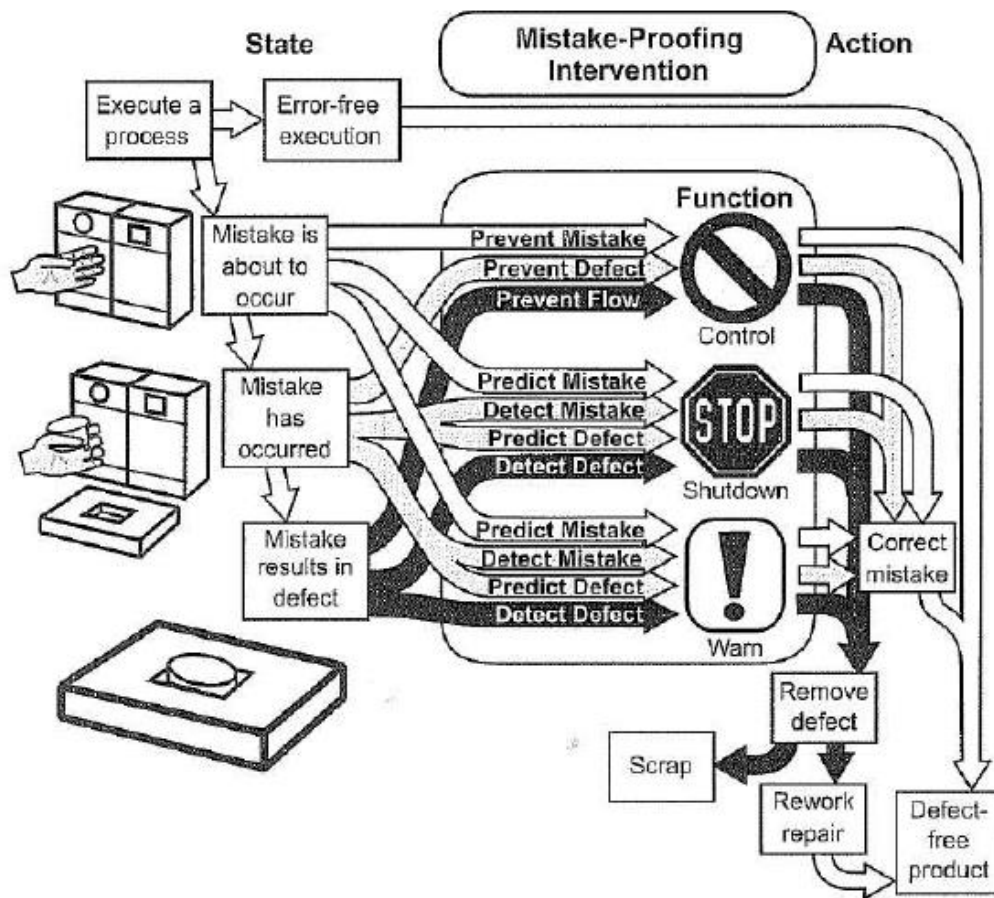 State
Mistake-Proofing
Intervention
Action
Execute a
process
Error-free
execution
Function
Mistake is
about to
occur
Prevent Mistake
Prevent Defect
Prevent Flow
Control
Mistake
has
occurred
Predict Mistake
Detect Mistake
Predict Defect
Detect Defect
STOP
Shutdown
Mistake
results in
defect
Predict Mistake
Detect Mistake
Predict Defect
Detect Defect
!
Warn
Correct
mistake
Remove
defect
Scrap
Rework
repair
Defect-
free
product